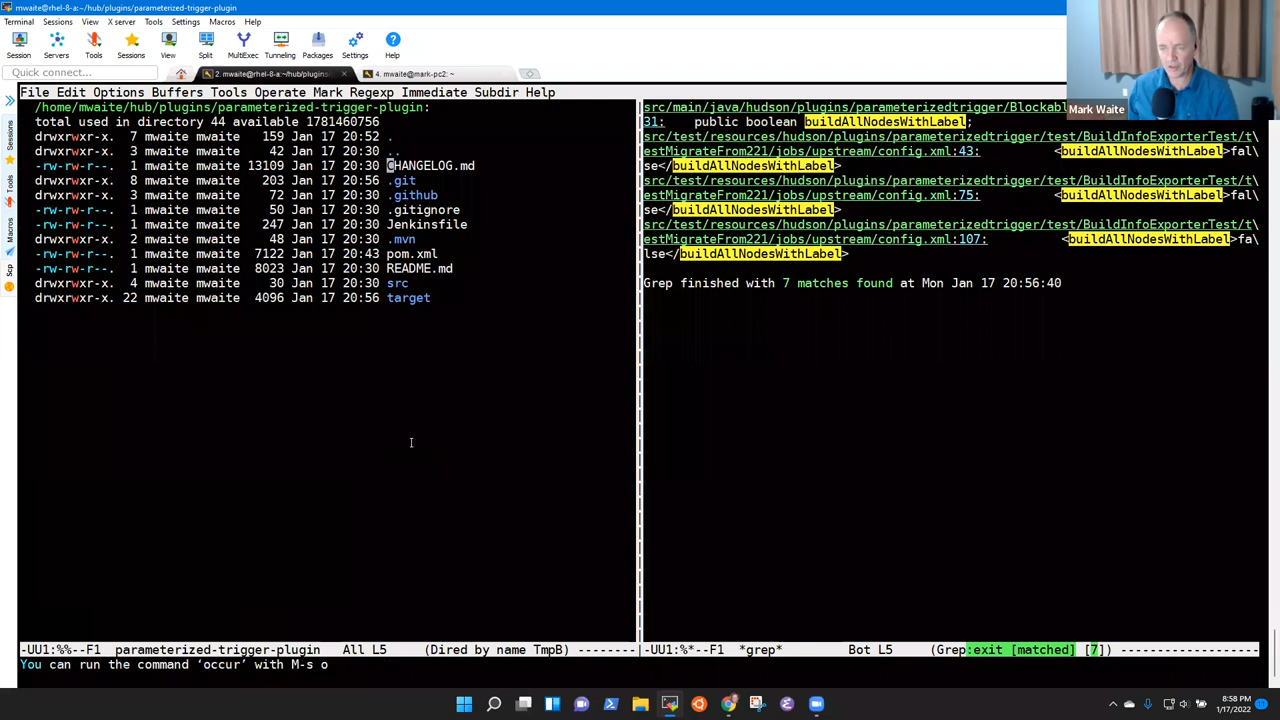 mwaite@rhel-8-a:~/hub/plugins/parameterized-trigger-plugin
Terminal Sessions View X server Tools Settings Macros Help
Session Servers Tools Sessions View Split MultiExec Tunneling Packages Settings Help
Quick connect...
2. mwaite@rhel-8-a:~/hub/plugins/
4. mwaite@mark-pc2: ~
Mark Waite
Sessions
Tools
Macros
Scp
File Edit Options Buffers Tools Operate Mark Regexp Immediate Subdir Help
/home/mwaite/hub/plugins/parameterized-trigger-plugin:
total used in directory 44 available 1781460756
drwxrwxr-x. 7 mwaite mwaite 159 Jan 17 20:52 .
drwxrwxr-x. 3 mwaite mwaite 42 Jan 17 20:30 ..
-rw-rw-r--. 1 mwaite mwaite 13109 Jan 17 20:30 CHANGELOG.md
drwxrwxr-x. 8 mwaite mwaite 203 Jan 17 20:56 .git
drwxrwxr-x. 3 mwaite mwaite 72 Jan 17 20:30 .github
-rw-rw-r--. 1 mwaite mwaite 50 Jan 17 20:30 .gitignore
-rw-rw-r--. 1 mwaite mwaite 247 Jan 17 20:30 Jenkinsfile
drwxrwxr-x. 2 mwaite mwaite 48 Jan 17 20:30 .mvn
-rw-rw-r--. 1 mwaite mwaite 7122 Jan 17 20:43 pom.xml
-rw-rw-r--. 1 mwaite mwaite 8023 Jan 17 20:30 README.md
drwxrwxr-x. 4 mwaite mwaite 30 Jan 17 20:30 src
drwxrwxr-x. 22 mwaite mwaite 4096 Jan 17 20:56 target
src/main/java/hudson/plugins/parameterizedtrigger/Blockab
31: public boolean buildAllNodesWithLabel;
src/test/resources/hudson/plugins/parameterizedtrigger/test/BuildInfoExporterTest/t\
estMigrateFrom221/jobs/upstream/config.xml:43: <buildAllNodesWithLabel>fal\
se</buildAllNodesWithLabel>
src/test/resources/hudson/plugins/parameterizedtrigger/test/BuildInfoExporterTest/t\
estMigrateFrom221/jobs/upstream/config.xml:75: <buildAllNodesWithLabel>fal\
se</buildAllNodesWithLabel>
src/test/resources/hudson/plugins/parameterizedtrigger/test/BuildInfoExporterTest/t\
estMigrateFrom221/jobs/upstream/config.xml:107: <buildAllNodesWithLabel>fa\
lse</buildAllNodesWithLabel>
Grep finished with 7 matches found at Mon Jan 17 20:56:40
-UU1:%%--F1 parameterized-trigger-plugin All L5 (Dired by name TmpB) --------
-UU1:%*--F1 *grep* Bot L5 (Grep:exit [matched] [7]) -------------------
You can run the command ‘occur’ with M-s o
8:58 PM
1/17/2022